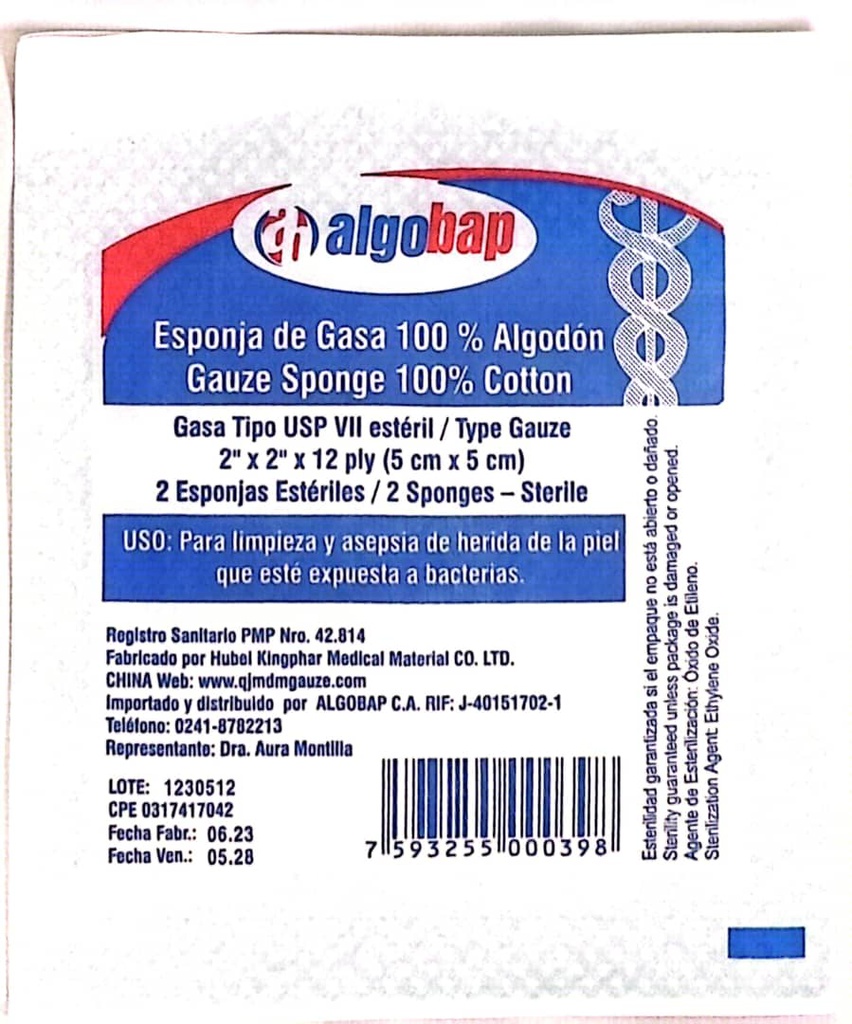 algobap
Esponja de Gasa 100 % Algodón
Gauze Sponge 100% Cotton
Gasa Tipo USP VII estéril / Type Gauze
2" x 2" x 12 ply (5 cm x 5 cm)
2 Esponjas Estériles / 2 Sponges – Sterile
USO: Para limpieza y asepsia de herida de la piel
que esté expuesta a bacterias.
Registro Sanitario PMP Nro. 42.814
Fabricado por Hubei Kingphar Medical Material CO. LTD.
CHINA Web: www.qjmdmgauze.com
Importado y distribuido por ALGOBAP C.A. RIF: J-40151702-1
Teléfono: 0241-8782213
Representante: Dra. Aura Montilla
LOTE: 1230512
CPE 0317417042
Fecha Fabr.: 06.23
Fecha Ven.: 05.28
7 593255 000398
Esterilidad garantizada si el empaque no está abierto o dañado.
Sterility guaranteed unless package is damaged or opened.
Agente de Esterilización: Óxido de Etileno.
Sterilization Agent: Ethylene Oxide.